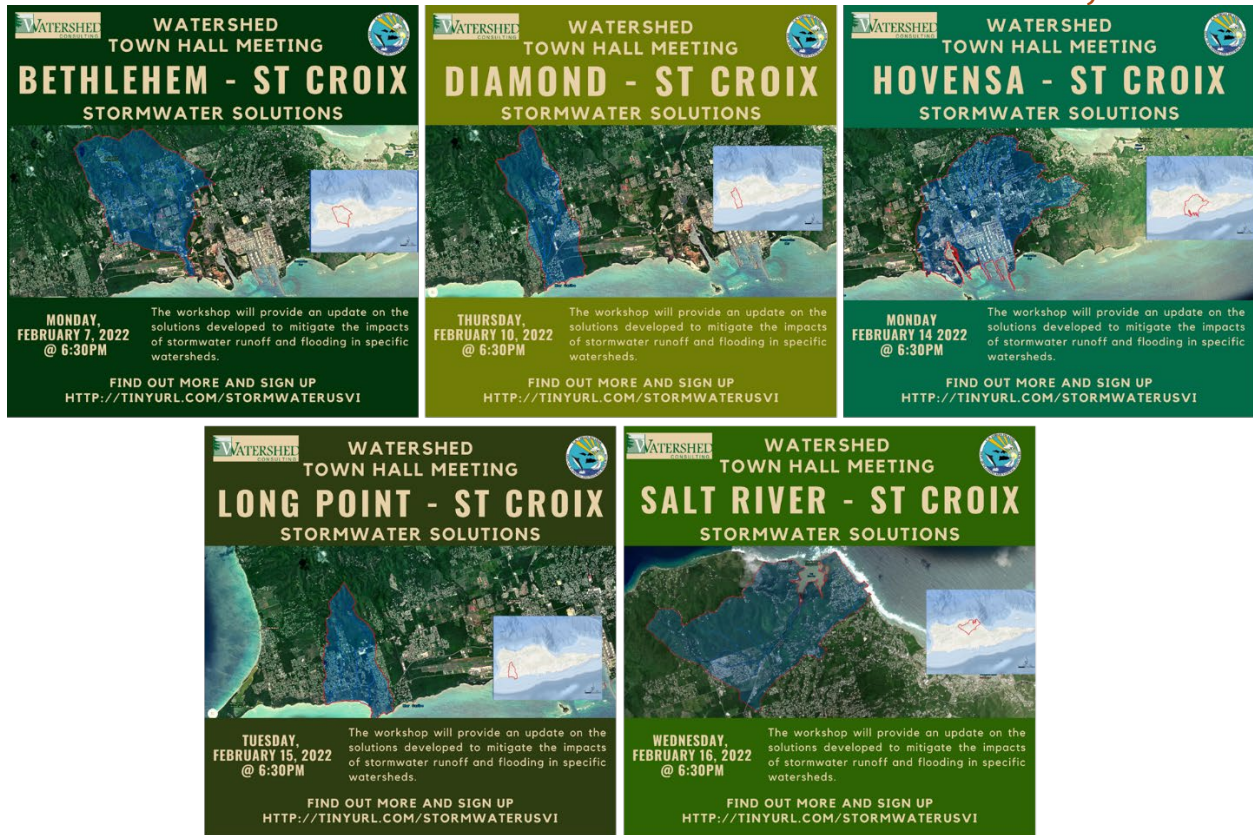 WATERSHED
CONSULTING
WATERSHED
TOWN HALL MEETING
BETHLEHEM - ST CROIX
STORMWATER SOLUTIONS
MONDAY,
FEBRUARY 7, 2022
@ 6:30PM
The workshop will provide an update on the
solutions developed to mitigate the impacts
of stormwater runoff and flooding in specific
watersheds.
FIND OUT MORE AND SIGN UP
HTTP://TINYURL.COM/STORMWATERUSVI
WATERSHED
CONSULTING
WATERSHED
TOWN HALL MEETING
DIAMOND - ST CROIX
STORMWATER SOLUTIONS
THURSDAY,
FEBRUARY 10, 2022
@ 6:30PM
The workshop will provide an update on the
solutions developed to mitigate the impacts
of stormwater runoff and flooding in specific
watersheds.
FIND OUT MORE AND SIGN UP
HTTP://TINYURL.COM/STORMWATERUSVI
WATERSHED
CONSULTING
WATERSHED
TOWN HALL MEETING
HOVENSA - ST CROIX
STORMWATER SOLUTIONS
MONDAY
FEBRUARY 14 2022
@ 6:30PM
The workshop will provide an update on the
solutions developed to mitigate the impacts
of stormwater runoff and flooding in specific
watersheds.
FIND OUT MORE AND SIGN UP
HTTP://TINYURL.COM/STORMWATERUSVI
WATERSHED
CONSULTING
WATERSHED
TOWN HALL MEETING
LONG POINT - ST CROIX
STORMWATER SOLUTIONS
TUESDAY,
FEBRUARY 15, 2022
@ 6:30PM
The workshop will provide an update on the
solutions developed to mitigate the impacts
of stormwater runoff and flooding in specific
watersheds.
FIND OUT MORE AND SIGN UP
HTTP://TINYURL.COM/STORMWATERUSVI
WATERSHED
CONSULTING
WATERSHED
TOWN HALL MEETING
SALT RIVER - ST CROIX
STORMWATER SOLUTIONS
WEDNESDAY,
FEBRUARY 16, 2022
@ 6:30PM
The workshop will provide an update on the
solutions developed to mitigate the impacts
of stormwater runoff and flooding in specific
watersheds.
FIND OUT MORE AND SIGN UP
HTTP://TINYURL.COM/STORMWATERUSVI